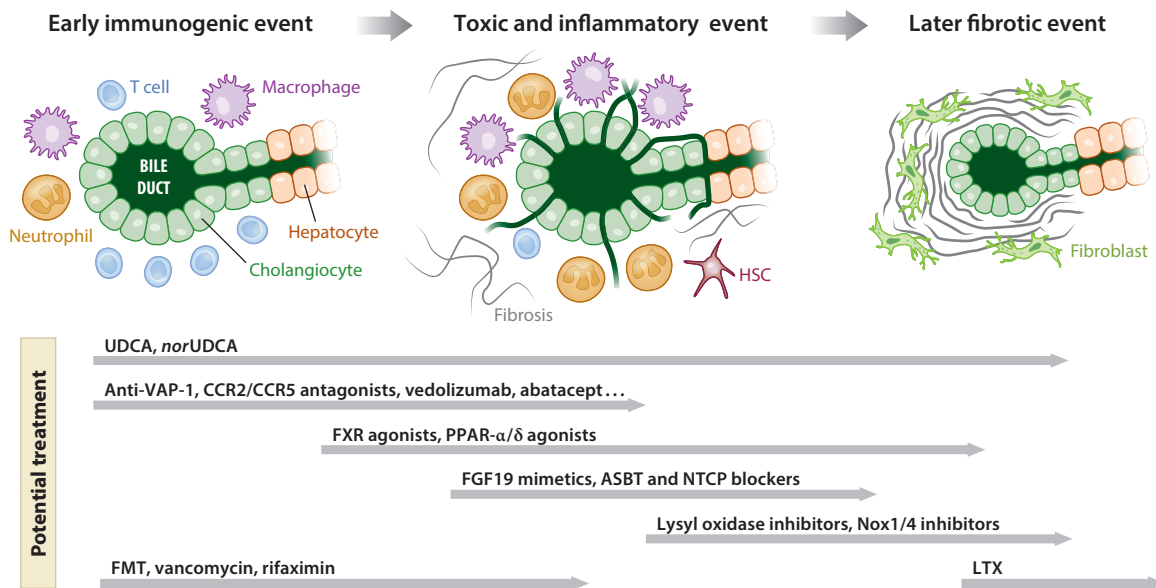 Early immunogenic event
Toxic and inflammatory event
Later fibrotic event
T cell
Macrophage
BILE
DUCT
Neutrophil
Hepatocyte
Cholangiocyte
HSC
Fibrosis
Fibroblast
Potential treatment
UDCA, norUDCA
Anti-VAP-1, CCR2/CCR5 antagonists, vedolizumab, abatacept...
FXR agonists, PPAR-α/δ agonists
FGF19 mimetics, ASBT and NTCP blockers
Lysyl oxidase inhibitors, Nox1/4 inhibitors
FMT, vancomycin, rifaximin
LTX